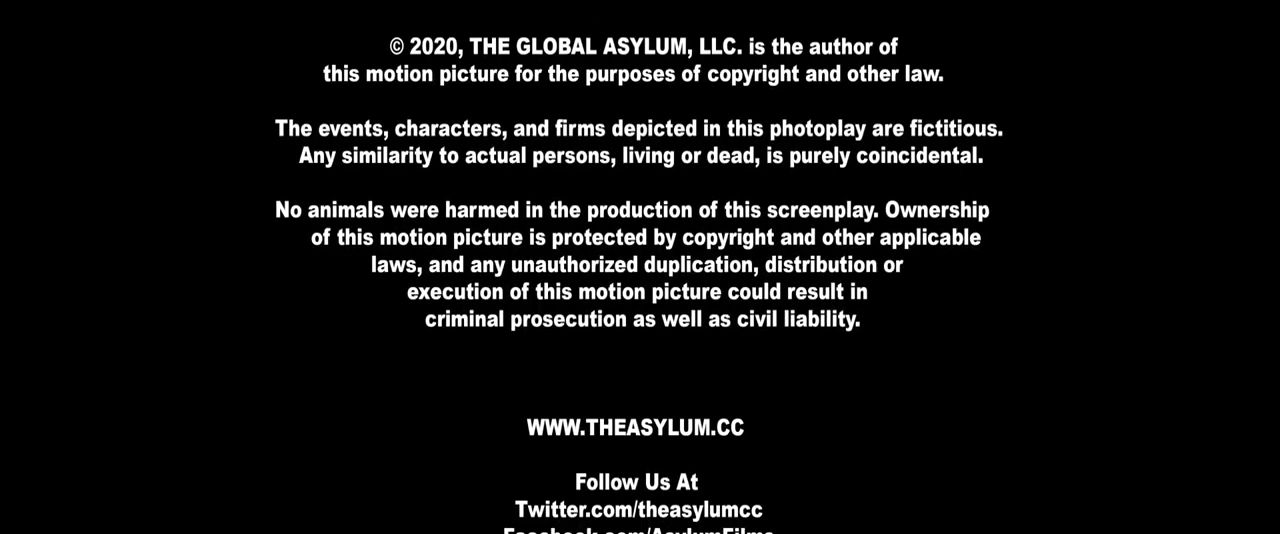 © 2020, THE GLOBAL ASYLUM, LLC. is the author of
this motion picture for the purposes of copyright and other law.
The events, characters, and firms depicted in this photoplay are fictitious.
Any similarity to actual persons, living or dead, is purely coincidental.
No animals were harmed in the production of this screenplay. Ownership
of this motion picture is protected by copyright and other applicable
laws, and any unauthorized duplication, distribution or
execution of this motion picture could result in
criminal prosecution as well as civil liability.
WWW.THEASYLUM.CC
Follow Us At
Twitter.com/theasylumcc
Facebook.com/AsylumFilms